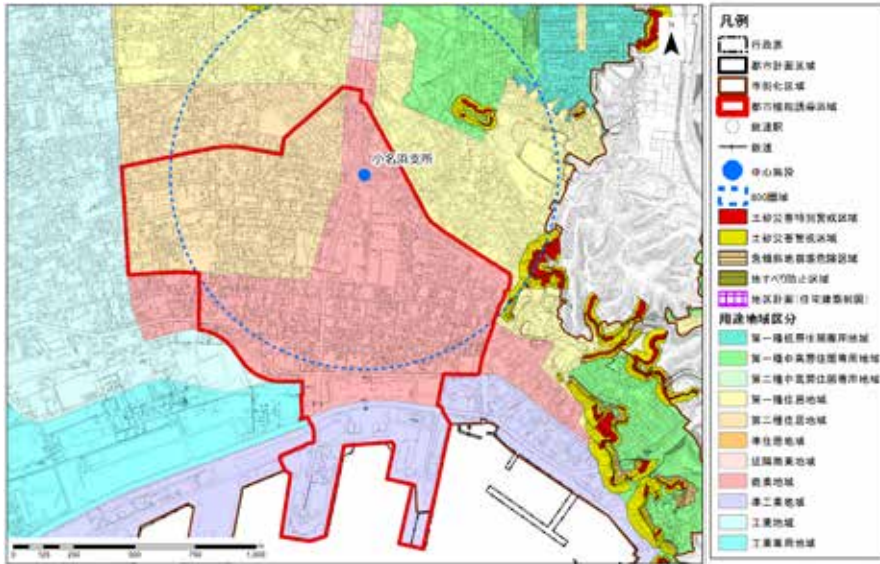 小名浜支所
N
0 125 250 500 750 1,000
凡例
行政界
都市計画区域
市街化区域
都市機能誘導区域
鉄道駅
鉄道
中心施設
800圏域
土砂災害特別警戒区域
土砂災害警戒区域
急傾斜地崩壊危険区域
地すべり防止区域
地区計画(住宅建築制限)
用途地域区分
第一種低層住居専用地域
第一種中高層住居専用地域
第二種中高層住居専用地域
第一種住居地域
第二種住居地域
準住居地域
近隣商業地域
商業地域
準工業地域
工業地域
工業専用地域